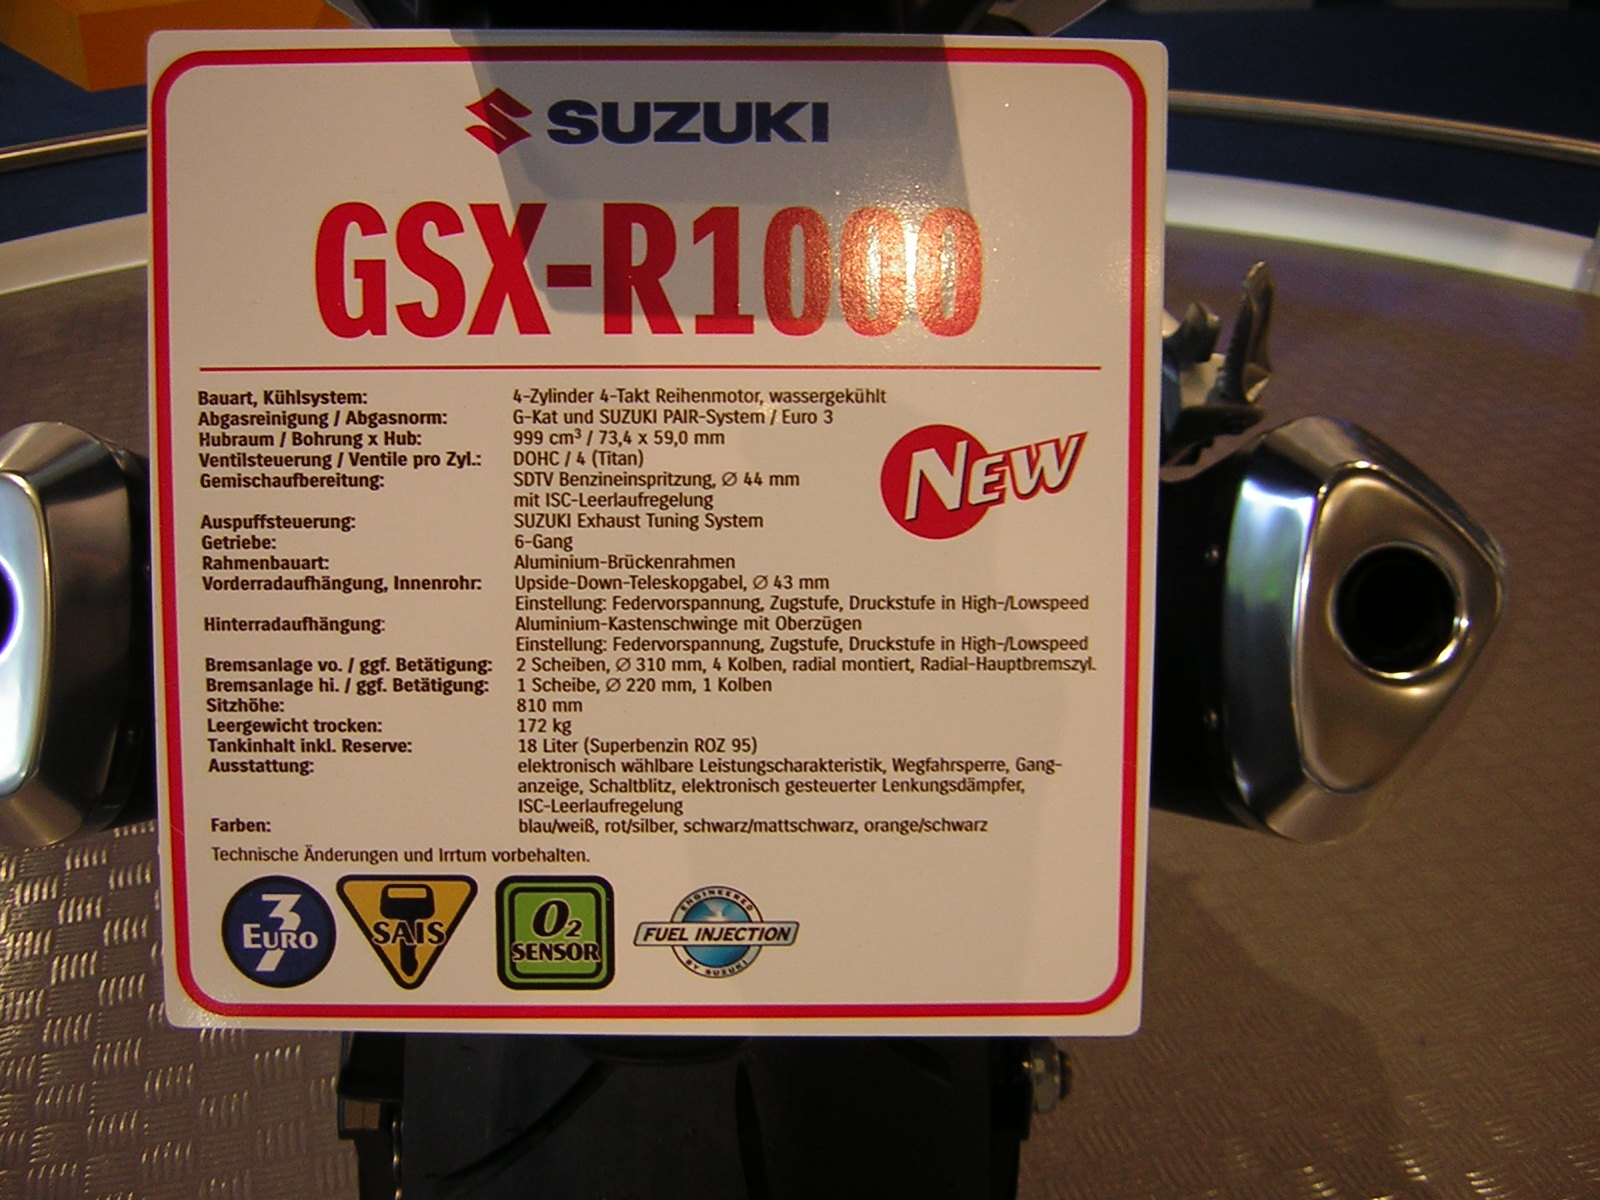 SUZUKI
GSX-R1000
Bauart, Kühlsystem: 4-Zylinder 4-Takt Reihenmotor, wassergekühlt
Abgasreinigung / Abgasnorm: G-Kat und SUZUKI PAIR-System / Euro 3
Hubraum / Bohrung x Hub: 999 cm³ / 73,4 x 59,0 mm
Ventilsteuerung / Ventile pro Zyl.: DOHC / 4 (Titan)
Gemischaufbereitung: SDTV Benzineinspritzung, Ø 44 mm
mit ISC-Leerlaufregelung
NEW
Auspuffsteuerung: SUZUKI Exhaust Tuning System
Getriebe: 6-Gang
Rahmenbauart: Aluminium-Brückenrahmen
Vorderradaufhängung, Innenrohr: Upside-Down-Teleskopgabel, Ø 43 mm
Einstellung: Federvorspannung, Zugstufe, Druckstufe in High-/Lowspeed
Hinterradaufhängung: Aluminium-Kastenschwinge mit Oberzügen
Einstellung: Federvorspannung, Zugstufe, Druckstufe in High-/Lowspeed
Bremsanlage vo. / ggf. Betätigung: 2 Scheiben, Ø 310 mm, 4 Kolben, radial montiert, Radial-Hauptbremszyl.
Bremsanlage hi. / ggf. Betätigung: 1 Scheibe, Ø 220 mm, 1 Kolben
Sitzhöhe: 810 mm
Leergewicht trocken: 172 kg
Tankinhalt inkl. Reserve: 18 Liter (Superbenzin ROZ 95)
Ausstattung: elektronisch wählbare Leistungscharakteristik, Wegfahrsperre, Gang-
anzeige, Schaltblitz, elektronisch gesteuerter Lenkungsdämpfer,
ISC-Leerlaufregelung
Farben: blau/weiß, rot/silber, schwarz/mattschwarz, orange/schwarz
Technische Änderungen und Irrtum vorbehalten.
3
EURO
SAIS
O2
SENSOR
ENGINEERED
FUEL INJECTION
BY SUZUKI